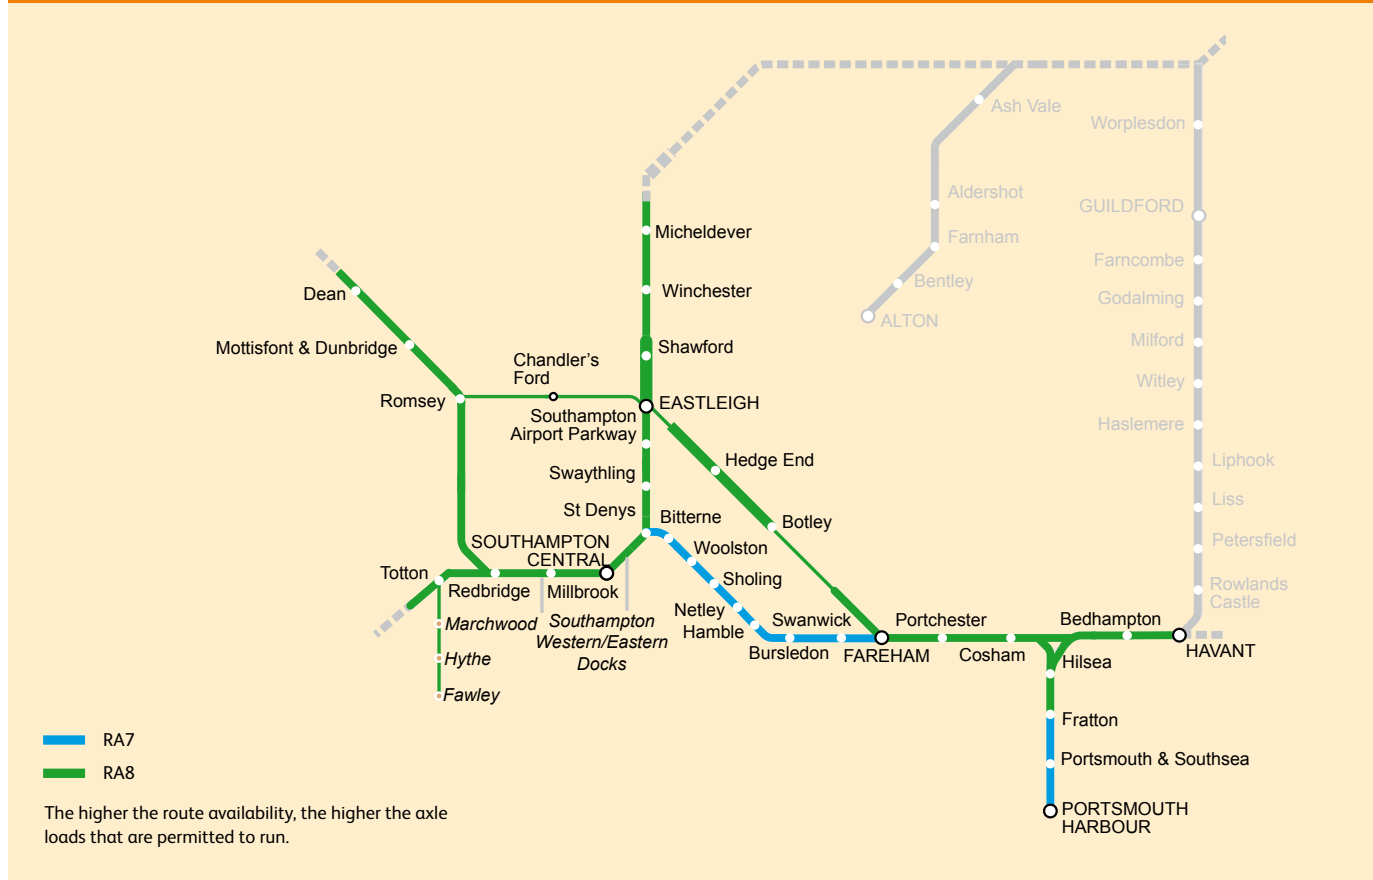 Ash Vale
Worplesdon
Aldershot
GUILDFORD
Farnham
Micheldever
Farncombe
Bentley
Dean
Winchester
Godalming
ALTON
Mottisfont & Dunbridge
Shawford
Milford
Chandler's
Ford
Witley
Romsey
EASTLEIGH
Southampton
Airport Parkway
Haslemere
Hedge End
Liphook
Swaythling
Liss
St Denys
Bitterne
Botley
SOUTHAMPTON
CENTRAL
Woolston
Petersfield
Totton
Redbridge
Millbrook
Sholing
Rowlands
Castle
Marchwood
Southampton
Western/Eastern
Docks
Netley
Hamble
Swanwick
Portchester
Bedhampton
Bursledon
FAREHAM
Cosham
Hilsea
HAVANT
Hythe
Fawley
Fratton
RA7
Portsmouth & Southsea
RA8
PORTSMOUTH
HARBOUR
The higher the route availability, the higher the axle
loads that are permitted to run.